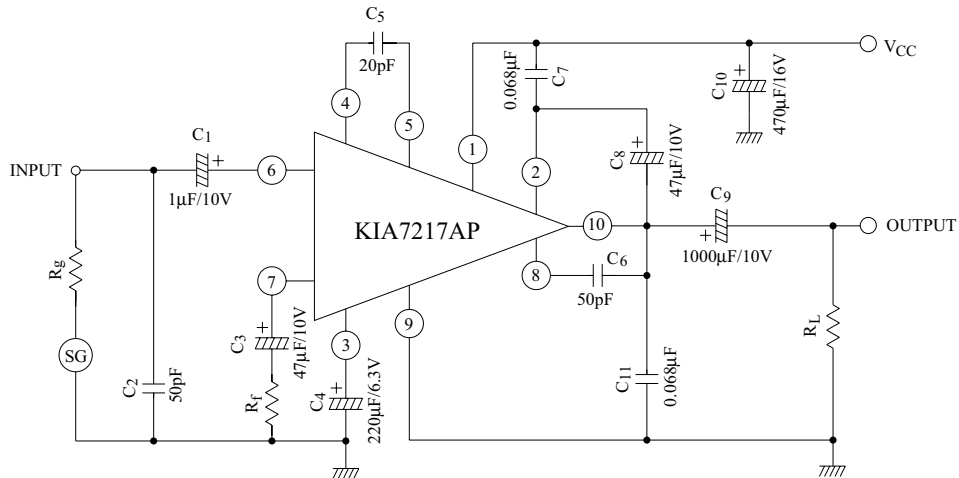 C5
20pF
4
5
1
0.068μF
C7
2
VCC
C10
470μF/16V
C8
47μF/10V
INPUT
C1
1μF/10V
6
KIA7217AP
10
C9
1000μF/10V
OUTPUT
8
C6
50pF
Rg
SG
7
C3
47μF/10V
Rf
3
C4
220μF/6.3V
9
C2
50pF
C11
0.068μF
RL